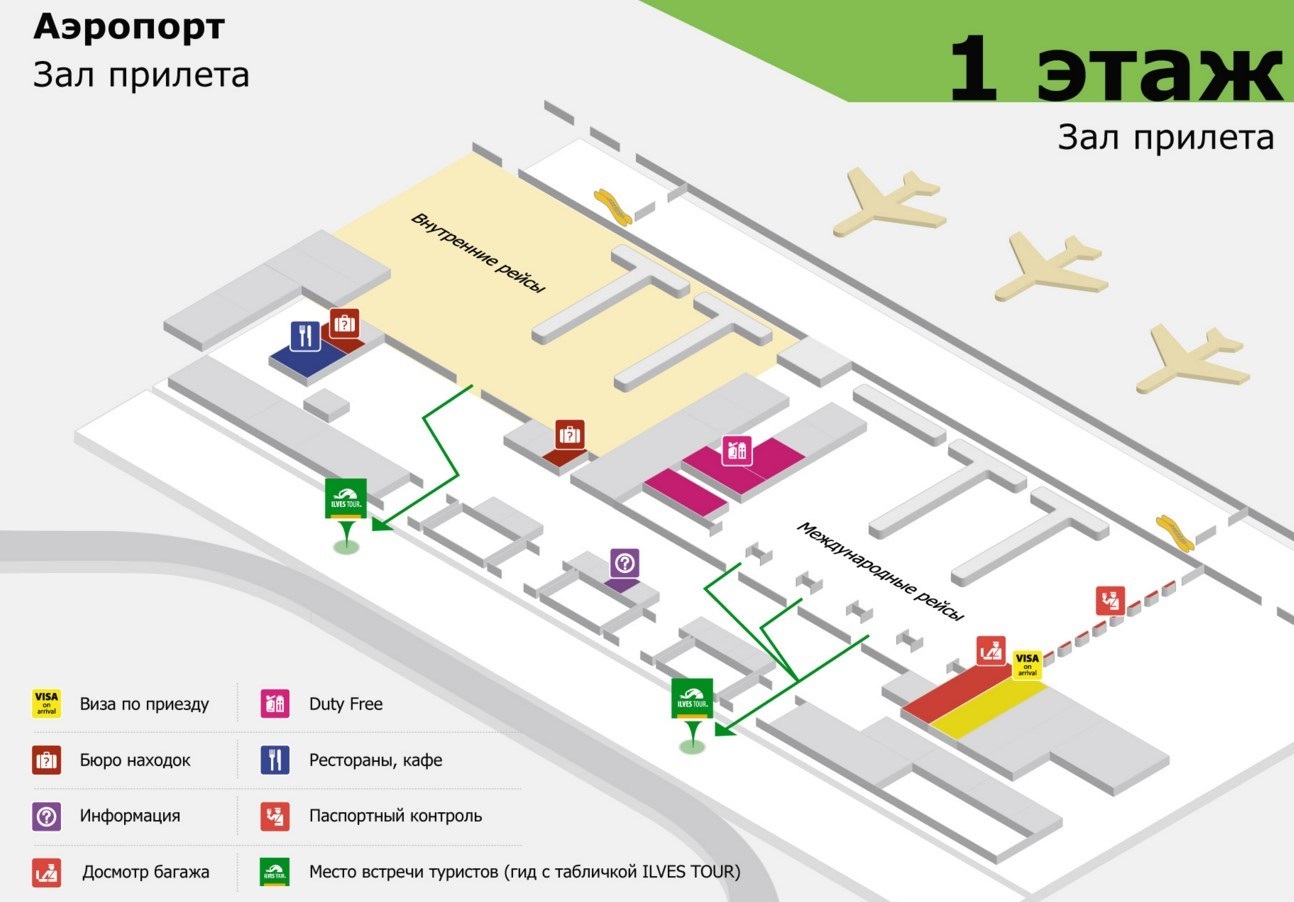 Аэропорт
Зал прилета
1 этаж
Зал прилета
Внутренние рейсы
ILVES TOUR.
Международные рейсы
VISA
on
arrival
ILVES TOUR.
VISA
on
arrival
Виза по приезду
Duty Free
Бюро находок
Рестораны, кафе
Информация
Паспортный контроль
Досмотр багажа
ILVES TOUR
Место встречи туристов (гид с табличкой ILVES TOUR)